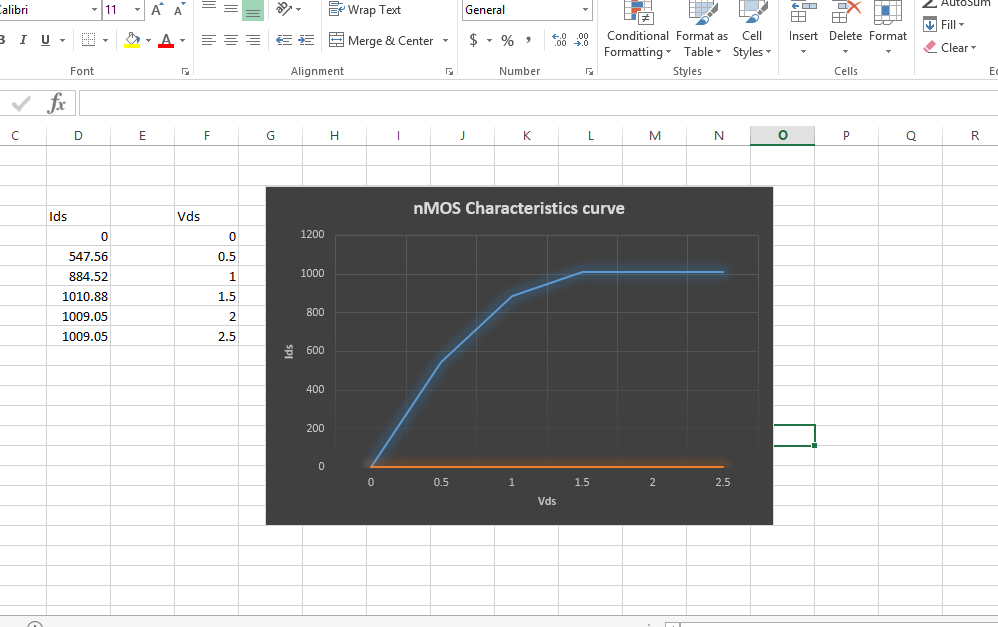 Calibri 11 A A Wrap Text General AutoSum
B I U A Merge & Center $ % , .00 .0 Conditional Formatting Format as Table Cell Styles Insert Delete Format Fill
Clear
Font Alignment Number Styles Cells
fx
C D E F G H I J K L M N O P Q R
Ids Vds
0 0
547.56 0.5
884.52 1
1010.88 1.5
1009.05 2
1009.05 2.5
nMOS Characteristics curve
1200
1000
800
600
400
200
0
Ids
0 0.5 1 1.5 2 2.5
Vds